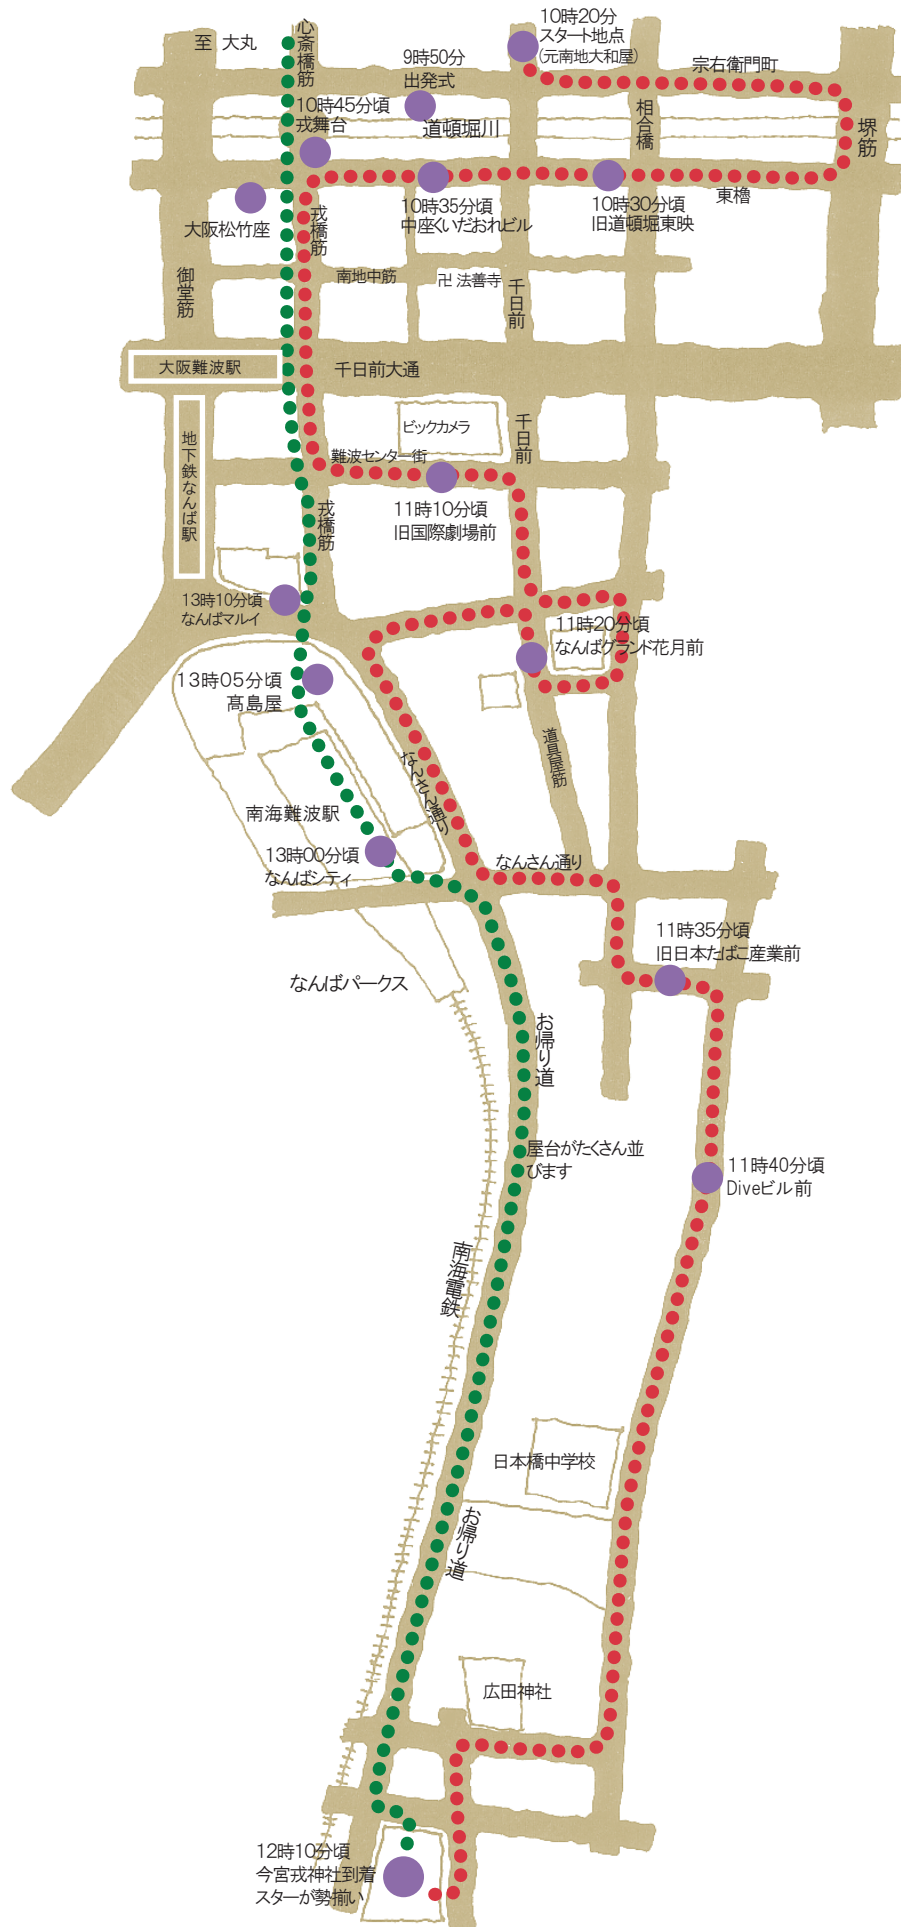 心斎橋筋
至 大丸
10時20分
スタート地点
(元南地大和屋)
9時50分
出発式
宗右衛門町
10時45分頃
戎舞台
道頓堀川
相合橋
堺筋
大阪松竹座
戎橋筋
10時35分頃
中座くいだおれビル
10時30分頃
旧道頓堀東映
東櫓
御堂筋
南地中筋
卍 法善寺
千日前
大阪難波駅
千日前大通
ビックカメラ
千日前
地下鉄なんば駅
難波センター街
11時10分頃
旧国際劇場前
戎橋筋
13時10分頃
なんばマルイ
11時20分頃
なんばグランド花月前
13時05分頃
髙島屋
道具屋筋
なんさん通り
南海難波駅
13時00分頃
なんばシティ
なんさん通り
11時35分頃
旧日本たばこ産業前
なんばパークス
お帰り道
屋台がたくさん並
びます
11時40分頃
Diveビル前
南海電鉄
日本橋中学校
お帰り道
広田神社
12時10分頃
今宮戎神社到着
スターが勢揃い